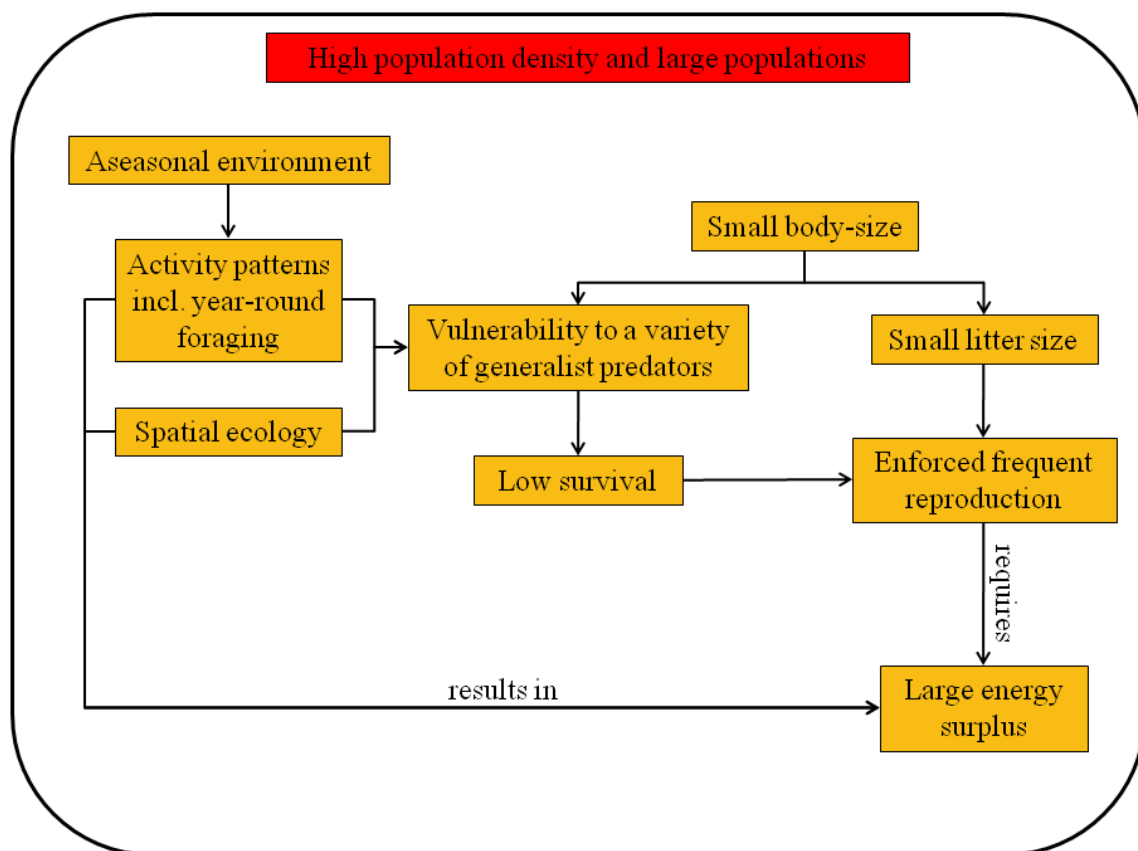 High population density and large populations
Aseasonal environment
Small body-size
Activity patterns
incl. year-round
foraging
Vulnerability to a variety
of generalist predators
Small litter size
Spatial ecology
Low survival
Enforced frequent
reproduction
requires
results in
Large energy
surplus